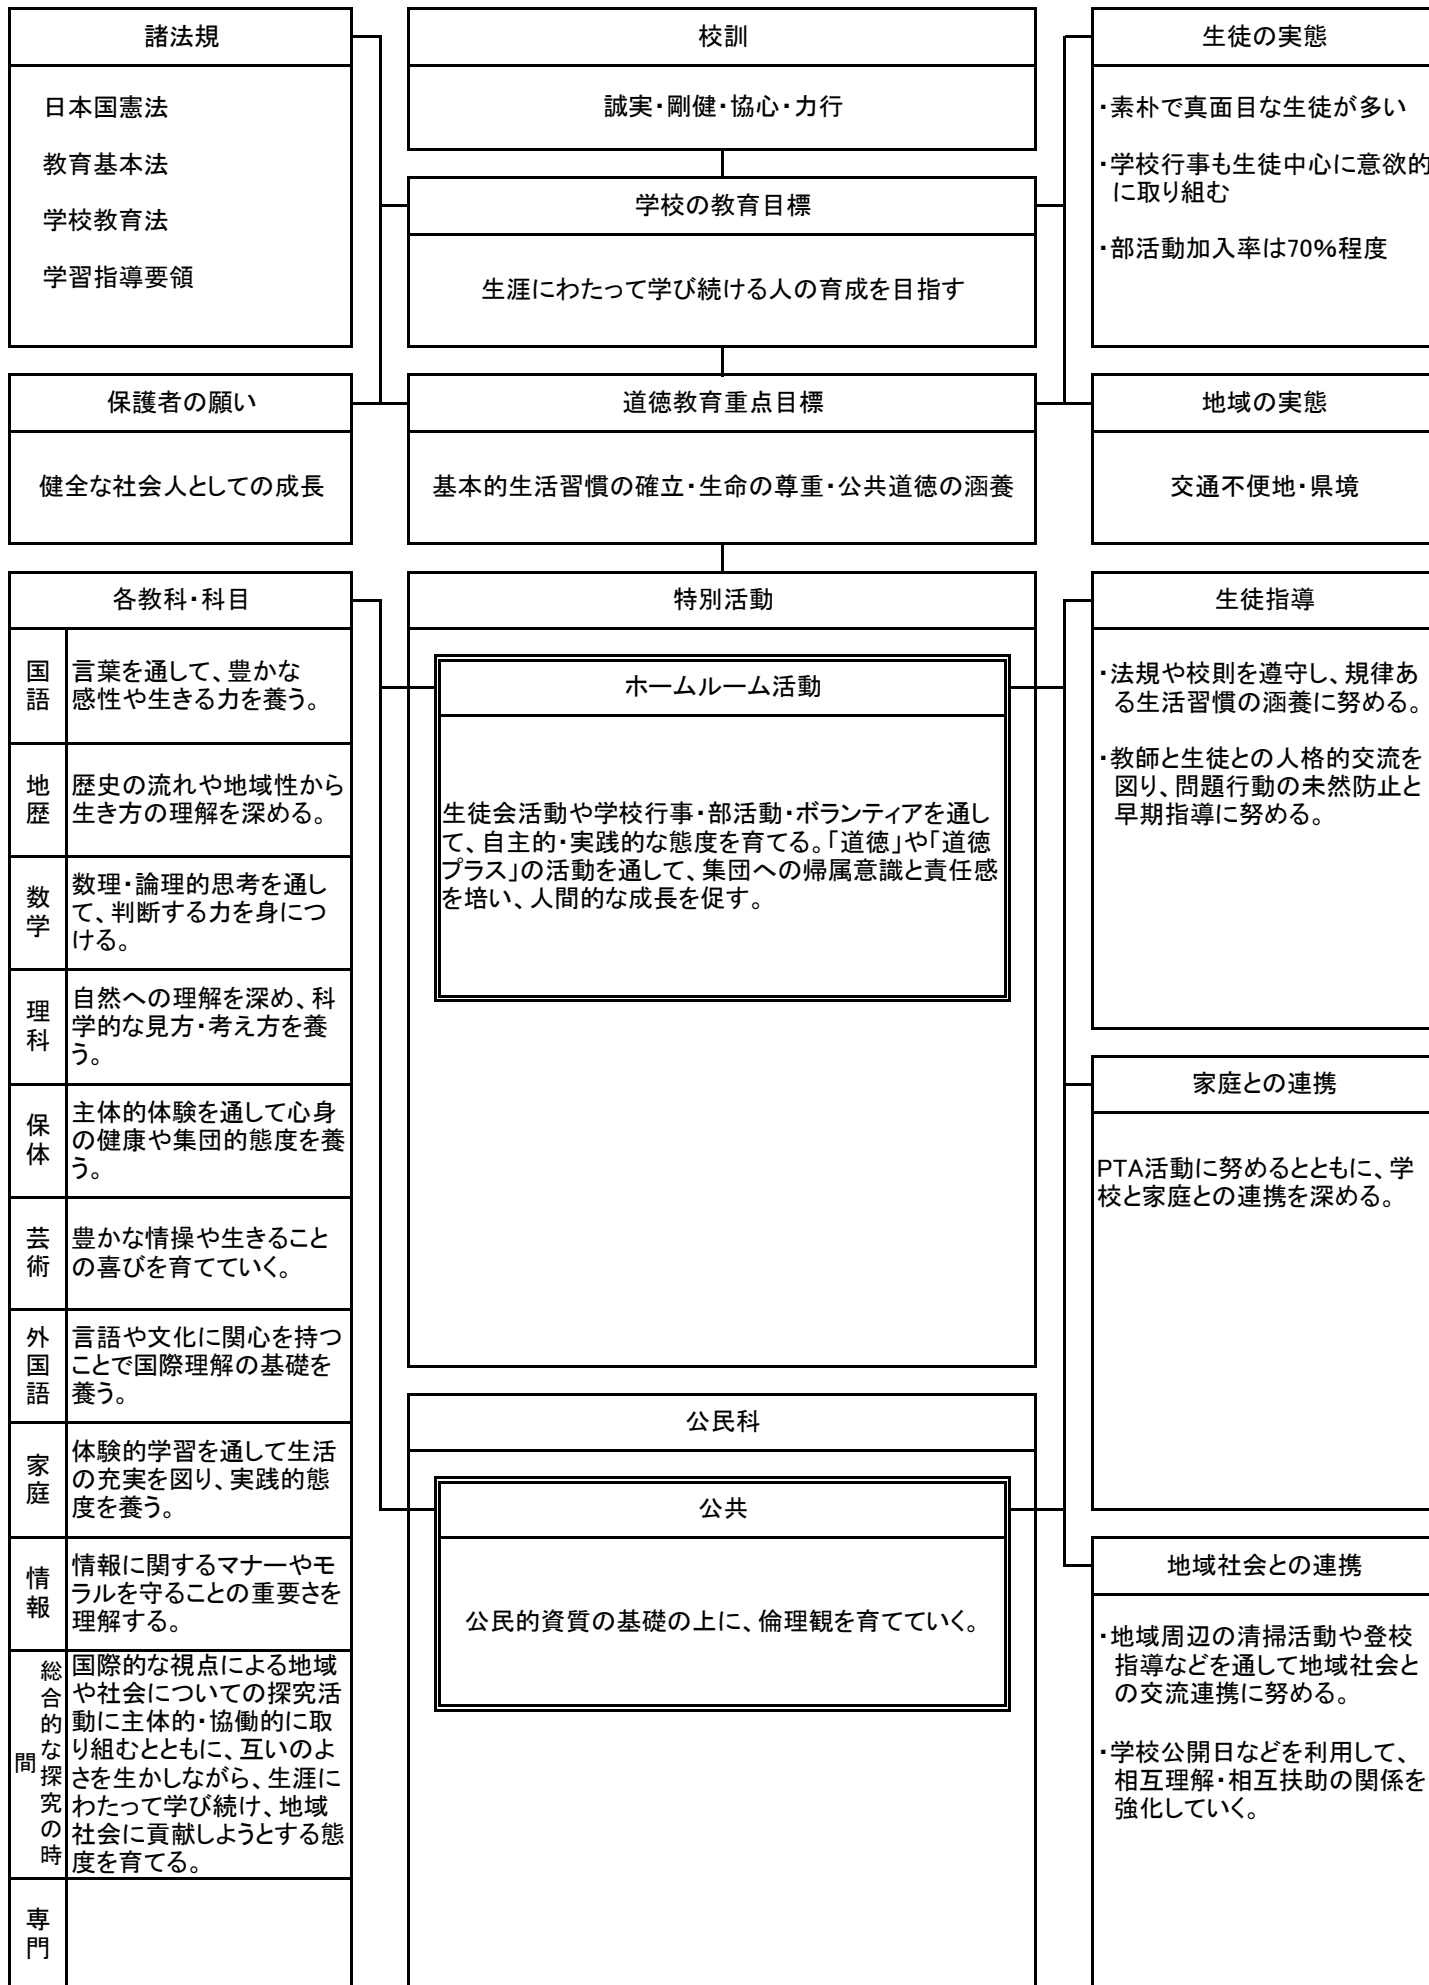 諸法規
日本国憲法
教育基本法
学校教育法
学習指導要領
校訓
誠実・剛健・協心・力行
学校の教育目標
生涯にわたって学び続ける人の育成を目指す
生徒の実態
・素朴で真面目な生徒が多い
・学校行事も生徒中心に意欲的
に取り組む
・部活動加入率は70%程度
保護者の願い
健全な社会人としての成長
道徳教育重点目標
基本的生活習慣の確立・生命の尊重・公共道徳の涵養
地域の実態
交通不便地・県境
各教科・科目
国語
言葉を通して、豊かな
感性や生きる力を養う。
地歴
歴史の流れや地域性から
生き方の理解を深める。
数学
数理・論理的思考を通し
て、判断する力を身につ
ける。
理科
自然への理解を深め、科
学的な見方・考え方を養
う。
保体
主体的体験を通して心身
の健康や集団的態度を養
う。
芸術
豊かな情操や生きること
の喜びを育てていく。
外国語
言語や文化に関心を持つ
ことで国際理解の基礎を
養う。
家庭
体験的学習を通して生活
の充実を図り、実践的態
度を養う。
情報
情報に関するマナーやモ
ラルを守ることの重要さを
理解する。
総合的な探究の時
間
国際的な視点による地域
や社会についての探究活
動に主体的・協働的に取
り組むとともに、互いのよ
さを生かしながら、生涯に
わたって学び続け、地域
社会に貢献しようとする態
度を育てる。
専門
特別活動
ホームルーム活動
生徒会活動や学校行事・部活動・ボランティアを通し
て、自主的・実践的な態度を育てる。「道徳」や「道徳
プラス」の活動を通して、集団への帰属意識と責任感
を培い、人間的な成長を促す。
公民科
公共
公民的資質の基礎の上に、倫理観を育てていく。
生徒指導
・法規や校則を遵守し、規律あ
る生活習慣の涵養に努める。
・教師と生徒との人格的交流を
図り、問題行動の未然防止と
早期指導に努める。
家庭との連携
PTA活動に努めるとともに、学
校と家庭との連携を深める。
地域社会との連携
・地域周辺の清掃活動や登校
指導などを通して地域社会と
の交流連携に努める。
・学校公開日などを利用して、
相互理解・相互扶助の関係を
強化していく。